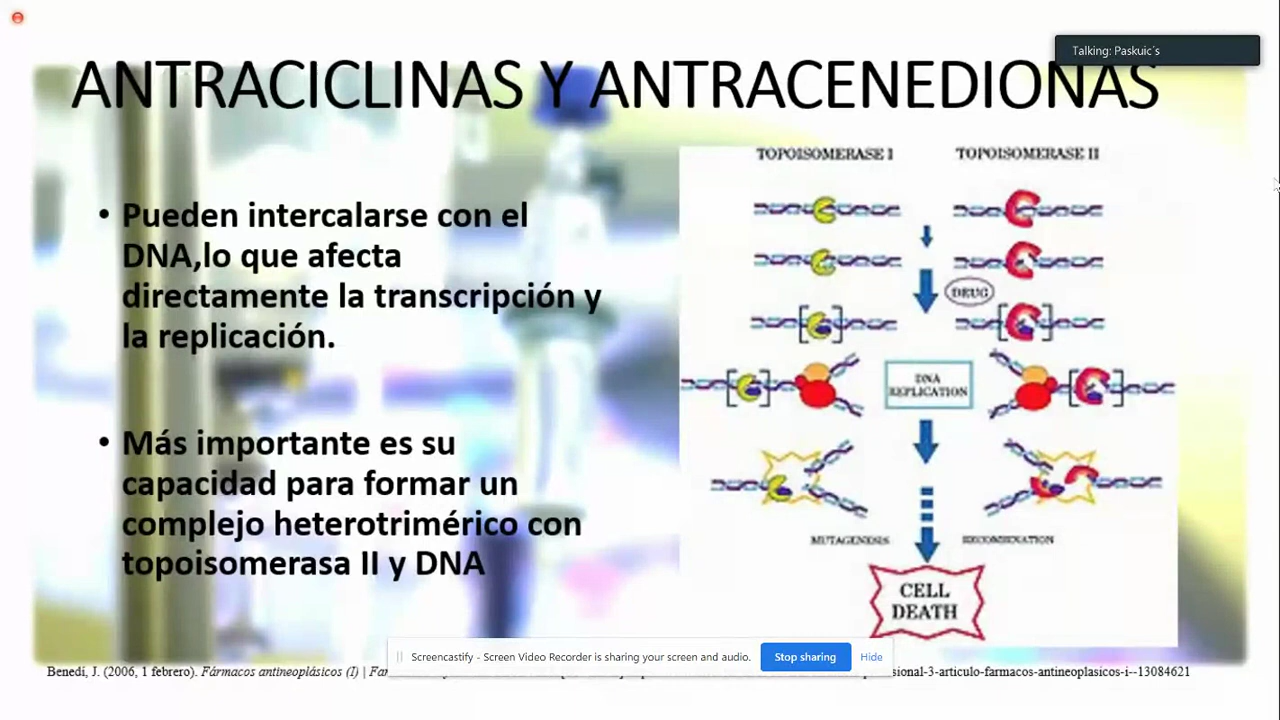 Talking: Paskuic´s
ANTRACICLINAS Y ANTRACENEDIONAS
• Pueden intercalarse con el
DNA,lo que afecta
directamente la transcripción y
la replicación.
• Más importante es su
capacidad para formar un
complejo heterotrimérico con
topoisomerasa II y DNA
TOPOISOMERASE I TOPOISOMERASE II
DRUG
DNA
REPLICATION
MUTAGENESIS RECOMBINATION
CELL
DEATH
Screencastify - Screen Video Recorder is sharing your screen and audio. Stop sharing Hide
Benedí, J. (2006, 1 febrero). Fármacos antineoplásicos (I) | sional-3-articulo-farmacos-antineoplasicos-i--13084621